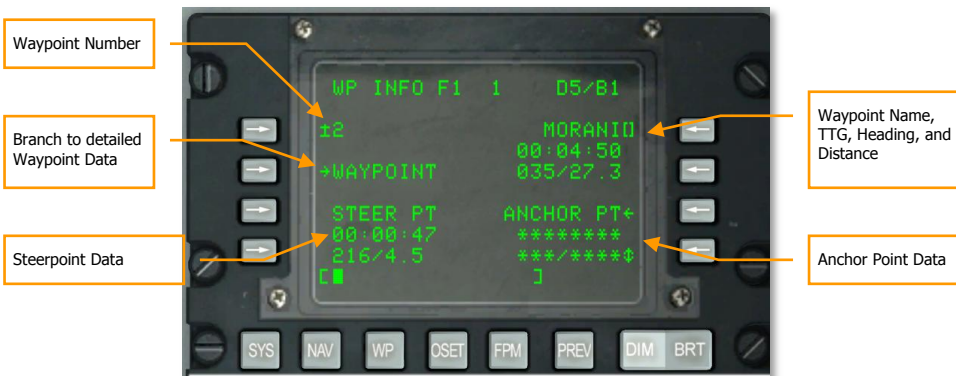 Waypoint Number
Branch to detailed
Waypoint Data
Steerpoint Data
WP INFO F1 1 D5/B1
±2 MORANI[]
00:04:50
→WAYPOINT 035/27.3
STEER PT ANCHOR PT←
00:00:47 ********
216/4.5 ***/****↕
[ ]
SYS NAV WP OSET FPM PREV DIM BRT
Waypoint Name,
TTG, Heading, and
Distance
Anchor Point Data